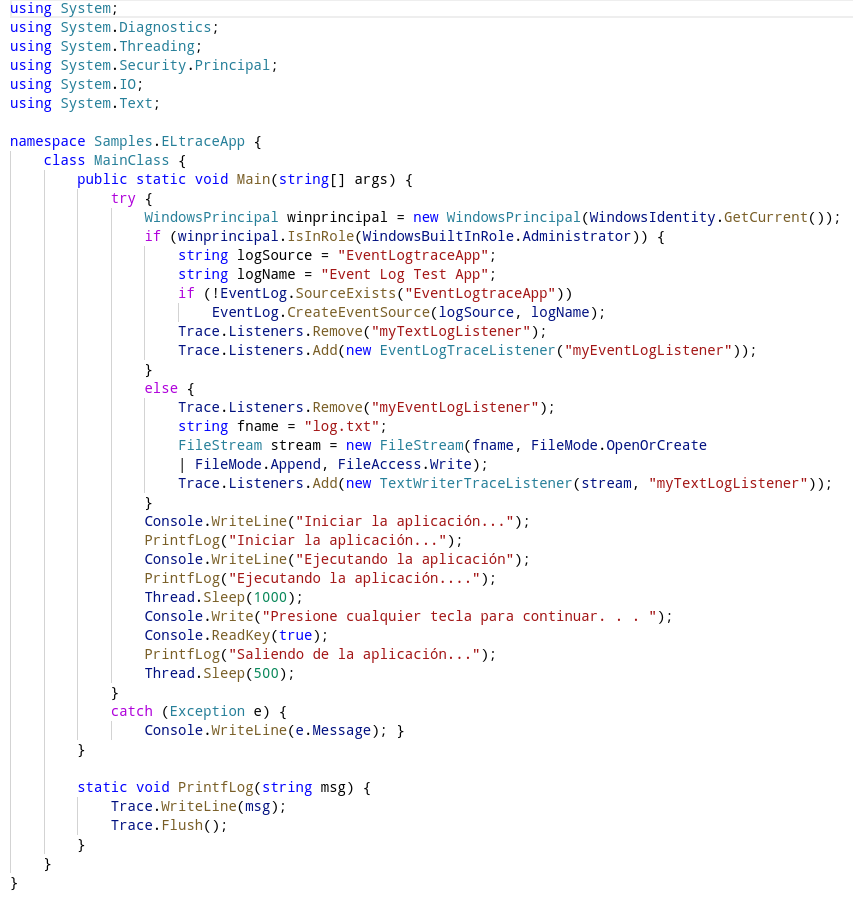 using System;
using System.Diagnostics;
using System.Threading;
using System.Security.Principal;
using System.IO;
using System.Text;

namespace Samples.ELtraceApp {
    class MainClass {
        public static void Main(string[] args) {
            try {
                WindowsPrincipal winprincipal = new WindowsPrincipal(WindowsIdentity.GetCurrent());
                if (winprincipal.IsInRole(WindowsBuiltInRole.Administrator)) {
                    string logSource = "EventLogtraceApp";
                    string logName = "Event Log Test App";
                    if (!EventLog.SourceExists("EventLogtraceApp"))
                        EventLog.CreateEventSource(logSource, logName);
                    Trace.Listeners.Remove("myTextLogListener");
                    Trace.Listeners.Add(new EventLogTraceListener("myEventLogListener"));
                }
                else {
                    Trace.Listeners.Remove("myEventLogListener");
                    string fname = "log.txt";
                    FileStream stream = new FileStream(fname, FileMode.OpenOrCreate
                    | FileMode.Append, FileAccess.Write);
                    Trace.Listeners.Add(new TextWriterTraceListener(stream, "myTextLogListener"));
                }
                Console.WriteLine("Iniciar la aplicación...");
                PrintfLog("Iniciar la aplicación...");
                Console.WriteLine("Ejecutando la aplicación");
                PrintfLog("Ejecutando la aplicación....");
                Thread.Sleep(1000);
                Console.Write("Presione cualquier tecla para continuar. . . ");
                Console.ReadKey(true);
                PrintfLog("Saliendo de la aplicación...");
                Thread.Sleep(500);
            }
            catch (Exception e) {
                Console.WriteLine(e.Message); }
        }

        static void PrintfLog(string msg) {
            Trace.WriteLine(msg);
            Trace.Flush();
        }
    }
}